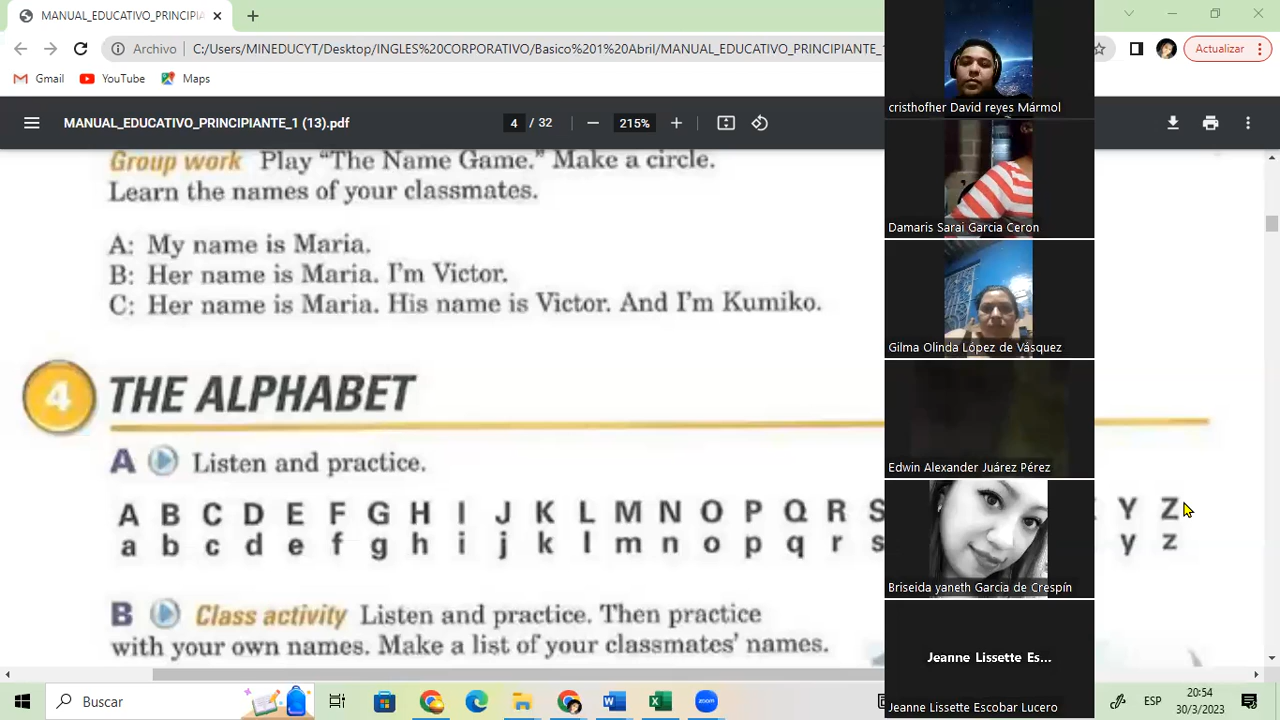 MANUAL_EDUCATIVO_PRINCIPIA
Archivo
C:/Users/MINEDUCYT/Desktop/INGLES%20CORPORATIVO/Basico%201%20Abril/MANUAL_EDUCATIVO_PRINCIPIANTE_1
Actualizar
Gmail
YouTube
Maps
MANUAL_EDUCATIVO_PRINCIPIANTE_1 (13).pdf
4 / 32
215%
Group work Play “The Name Game.” Make a circle.
Learn the names of your classmates.
A: My name is Maria.
B: Her name is Maria. I’m Victor.
C: Her name is Maria. His name is Victor. And I’m Kumiko.
4 THE ALPHABET
A Listen and practice.
A B C D E F G H I J K L M N O P Q R S Y Z
a b c d e f g h i j k l m n o p q r s y z
B Class activity Listen and practice. Then practice
with your own names. Make a list of your classmates’ names.
cristhofher David reyes Mármol
Damaris Sarai Garcia Ceron
Gilma Olinda López de Vásquez
Edwin Alexander Juárez Pérez
Briseida yaneth Garcia de Crespín
Jeanne Lissette Es...
Jeanne Lissette Escobar Lucero
Buscar
zoom
ESP
20:54
30/3/2023